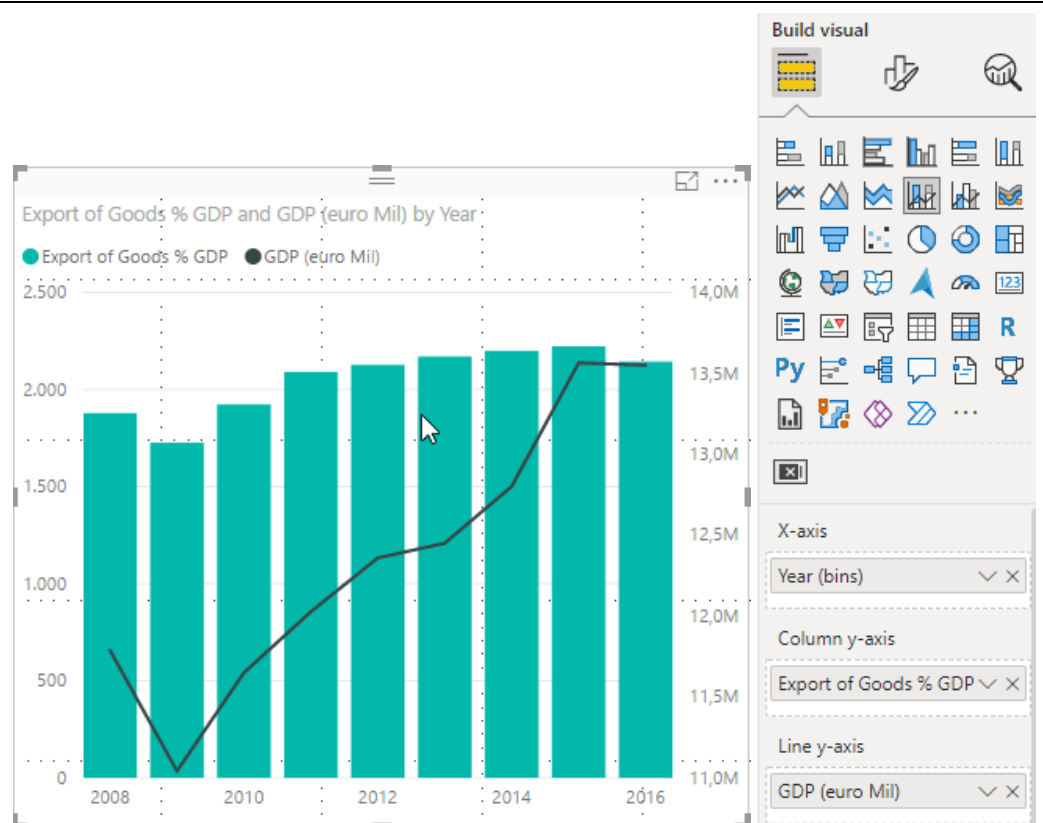 Build visual
Export of Goods % GDP and GDP (euro Mil) by Year
Export of Goods % GDP GDP (euro Mil)
2.500
2.000
1.500
1.000
500
0
14,0M
13,5M
13,0M
12,5M
12,0M
11,5M
11,0M
2008 2010 2012 2014 2016
123
R
Py
X-axis
Year (bins)
Column y-axis
Export of Goods % GDP
Line y-axis
GDP (euro Mil)